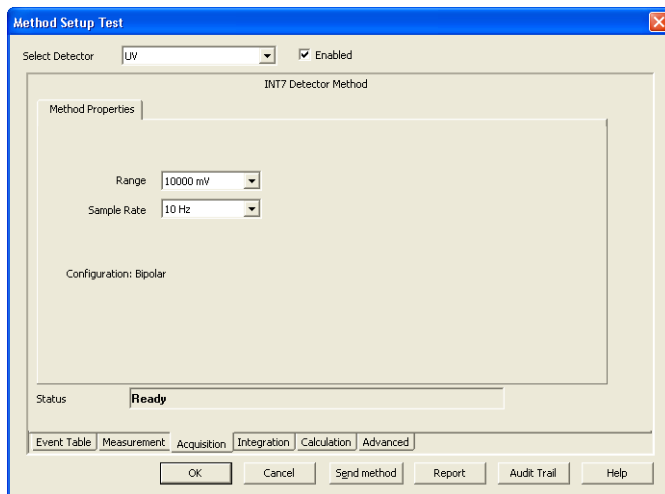 Method Setup Test
Select Detector UV Enabled
INT7 Detector Method
Method Properties
Range 10000 mV
Sample Rate 10 Hz
Configuration: Bipolar
Status Ready
Event Table Measurement Acquisition Integration Calculation Advanced
OK Cancel Send method Report Audit Trail Help